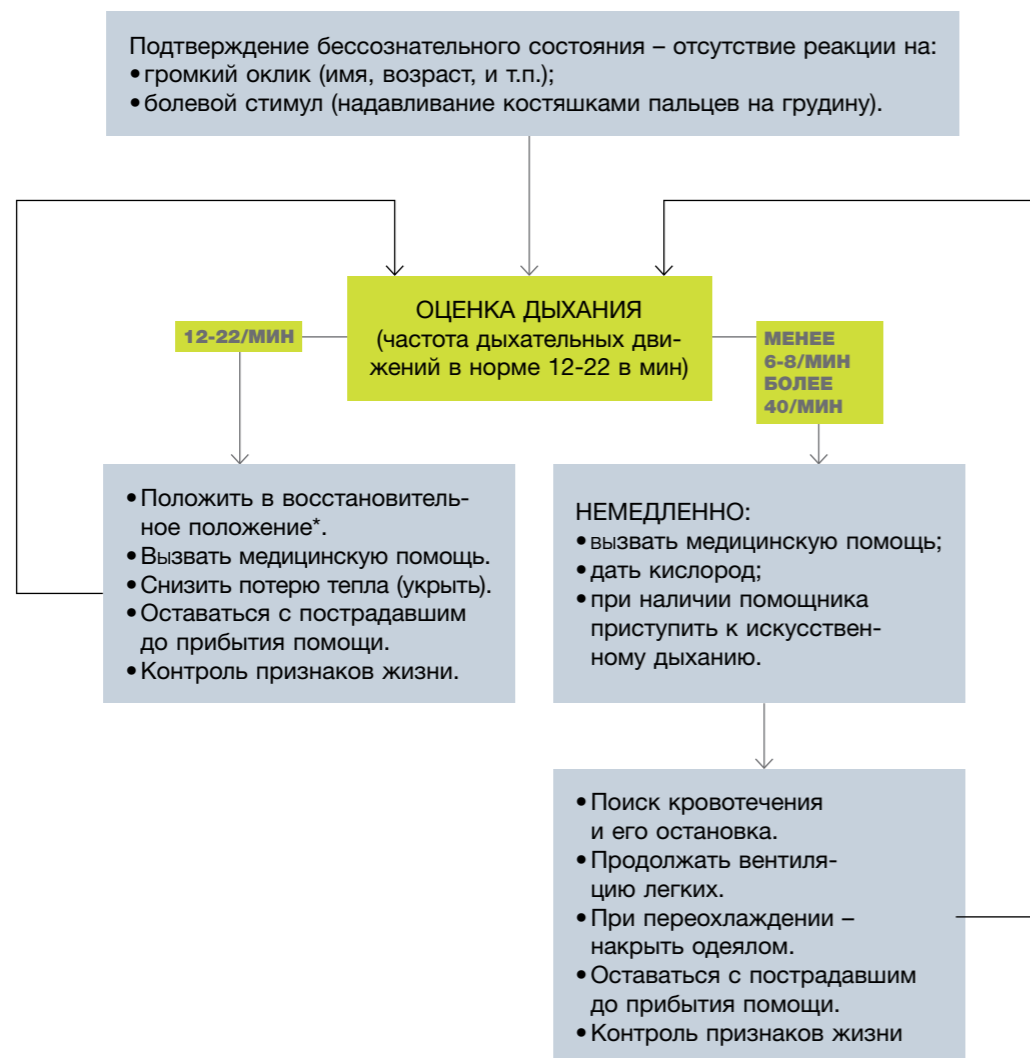 Подтверждение бессознательного состояния – отсутствие реакции на:
• громкий оклик (имя, возраст, и т.п.);
• болевой стимул (надавливание костяшками пальцев на грудину).
ОЦЕНКА ДЫХАНИЯ
(частота дыхательных дви-
жений в норме 12-22 в мин)
12-22/МИН
МЕНЕЕ
6-8/МИН
БОЛЕЕ
40/МИН
• Положить в восстановитель-
ное положение*.
• Вызвать медицинскую помощь.
• Снизить потерю тепла (укрыть).
• Оставаться с пострадавшим
до прибытия помощи.
• Контроль признаков жизни.
НЕМЕДЛЕННО:
• вызвать медицинскую помощь;
• дать кислород;
• при наличии помощника
приступить к искусствен-
ному дыханию.
• Поиск кровотечения
и его остановка.
• Продолжать вентиля-
цию легких.
• При переохлаждении –
накрыть одеялом.
• Оставаться с пострадавшим
до прибытия помощи.
• Контроль признаков жизни